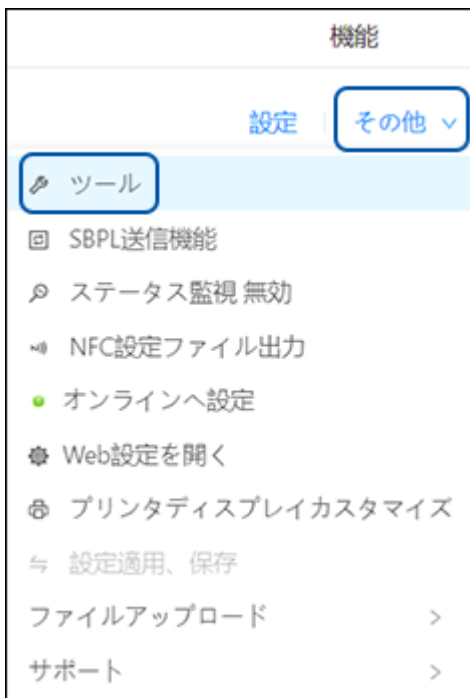 機能
設定 その他
ツール
SBPL送信機能
ステータス監視 無効
NFC設定ファイル出力
オンラインへ設定
Web設定を開く
プリンタディスプレイカスタマイズ
設定適用、保存
ファイルアップロード
サポート